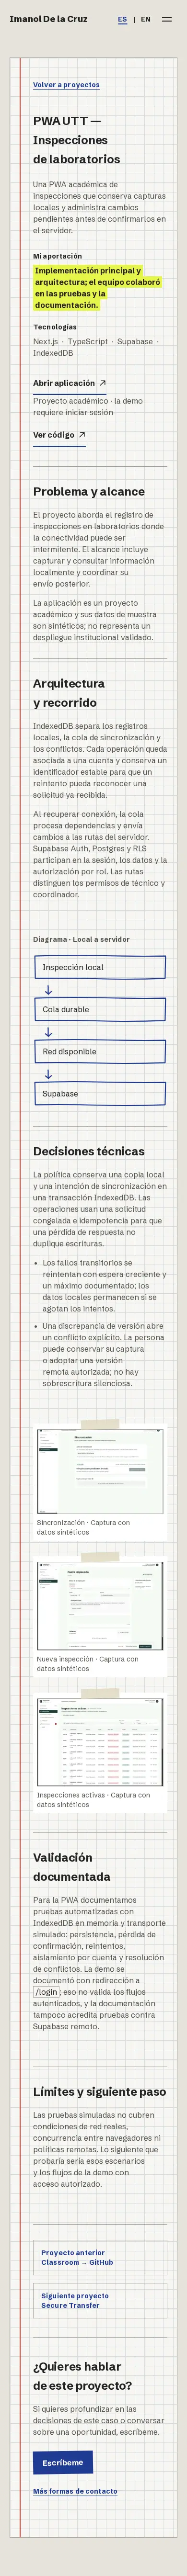 Imanol De la Cruz
ES | EN
Volver a proyectos
PWA UTT —
Inspecciones
de laboratorios
Una PWA académica de
inspecciones que conserva capturas
locales y administra cambios
pendientes antes de confirmarlos en
el servidor.
Mi aportación
Implementación principal y
arquitectura; el equipo colaboró
en las pruebas y la
documentación.
Tecnologías
Next.js · TypeScript · Supabase ·
IndexedDB
Abrir aplicación ↗
Proyecto académico · la demo
requiere iniciar sesión
Ver código ↗
Problema y alcance
El proyecto aborda el registro de
inspecciones en laboratorios donde
la conectividad puede ser
intermitente. El alcance incluye
capturar y consultar información
localmente y coordinar su
envío posterior.
La aplicación es un proyecto
académico y sus datos de muestra
son sintéticos; no representa un
despliegue institucional validado.
Arquitectura
y recorrido
IndexedDB separa los registros
locales, la cola de sincronización y
los conflictos. Cada operación queda
asociada a una cuenta y conserva un
identificador estable para que un
reintento pueda reconocer una
solicitud ya recibida.
Al recuperar conexión, la cola
procesa dependencias y envía
cambios a las rutas del servidor.
Supabase Auth, Postgres y RLS
participan en la sesión, los datos y la
autorización por rol. Las rutas
distinguen los permisos de técnico y
coordinador.
Diagrama · Local a servidor
Inspección local
Cola durable
Red disponible
Supabase
Decisiones técnicas
La política conserva una copia local
y una intención de sincronización en
una transacción IndexedDB. Las
operaciones usan una solicitud
congelada e idempotencia para que
una pérdida de respuesta no
duplique escrituras.
• Los fallos transitorios se
reintentan con espera creciente y
un máximo documentado; los
datos locales permanecen si se
agotan los intentos.
• Una discrepancia de versión abre
un conflicto explícito. La persona
puede conservar su captura
o adoptar una versión
remota autorizada; no hay
sobrescritura silenciosa.
Sincronización · Captura con
datos sintéticos
Nueva inspección · Captura con
datos sintéticos
Inspecciones activas · Captura con
datos sintéticos
Validación
documentada
Para la PWA documentamos
pruebas automatizadas con
IndexedDB en memoria y transporte
simulado: persistencia, pérdida de
confirmación, reintentos,
aislamiento por cuenta y resolución
de conflictos. La demo se
documentó con redirección a
/login; eso no valida los flujos
autenticados, y la documentación
tampoco acredita pruebas contra
Supabase remoto.
Límites y siguiente paso
Las pruebas simuladas no cubren
condiciones de red reales,
concurrencia entre navegadores ni
políticas remotas. Lo siguiente que
probaría sería esos escenarios
y los flujos de la demo con
acceso autorizado.
Proyecto anterior
Classroom → GitHub
Siguiente proyecto
Secure Transfer
¿Quieres hablar
de este proyecto?
Si quieres profundizar en las
decisiones de este caso o conversar
sobre una oportunidad, escríbeme.
Escríbeme
Más formas de contacto